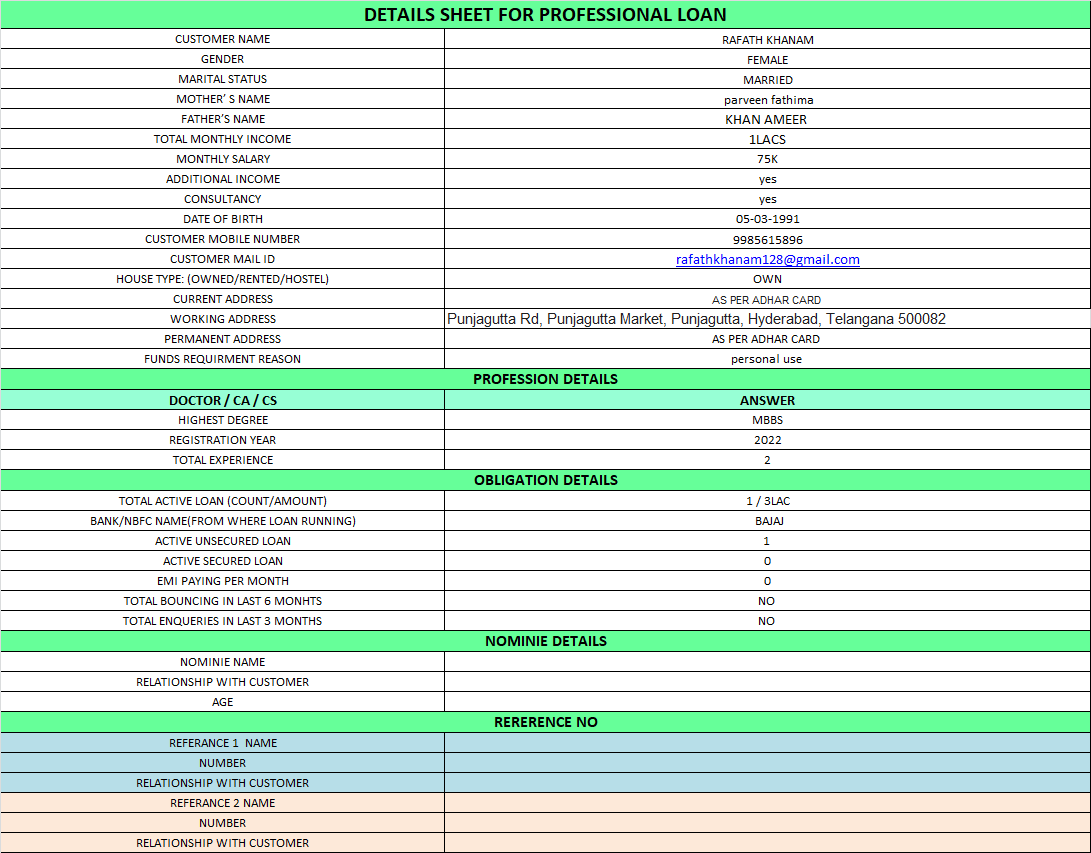 DETAILS SHEET FOR PROFESSIONAL LOAN
CUSTOMER NAME RAFATH KHANAM
GENDER FEMALE
MARITAL STATUS MARRIED
MOTHER' S NAME parveen fathima
FATHER'S NAME KHAN AMEER
TOTAL MONTHLY INCOME 1LACS
MONTHLY SALARY 75K
ADDITIONAL INCOME yes
CONSULTANCY yes
DATE OF BIRTH 05-03-1991
CUSTOMER MOBILE NUMBER 9985615896
CUSTOMER MAIL ID rafathkhanam128@gmail.com
HOUSE TYPE: (OWNED/RENTED/HOSTEL) OWN
CURRENT ADDRESS AS PER ADHAR CARD
WORKING ADDRESS Punjagutta Rd, Punjagutta Market, Punjagutta, Hyderabad, Telangana 500082
PERMANENT ADDRESS AS PER ADHAR CARD
FUNDS REQUIRMENT REASON personal use
PROFESSION DETAILS
DOCTOR / CA / CS ANSWER
HIGHEST DEGREE MBBS
REGISTRATION YEAR 2022
TOTAL EXPERIENCE 2
OBLIGATION DETAILS
TOTAL ACTIVE LOAN (COUNT/AMOUNT) 1 / 3LAC
BANK/NBFC NAME(FROM WHERE LOAN RUNNING) BAJAJ
ACTIVE UNSECURED LOAN 1
ACTIVE SECURED LOAN 0
EMI PAYING PER MONTH 0
TOTAL BOUNCING IN LAST 6 MONHTS NO
TOTAL ENQUERIES IN LAST 3 MONTHS NO
NOMINIE DETAILS
NOMINIE NAME
RELATIONSHIP WITH CUSTOMER
AGE
RERERENCE NO
REFERANCE 1 NAME
NUMBER
RELATIONSHIP WITH CUSTOMER
REFERANCE 2 NAME
NUMBER
RELATIONSHIP WITH CUSTOMER